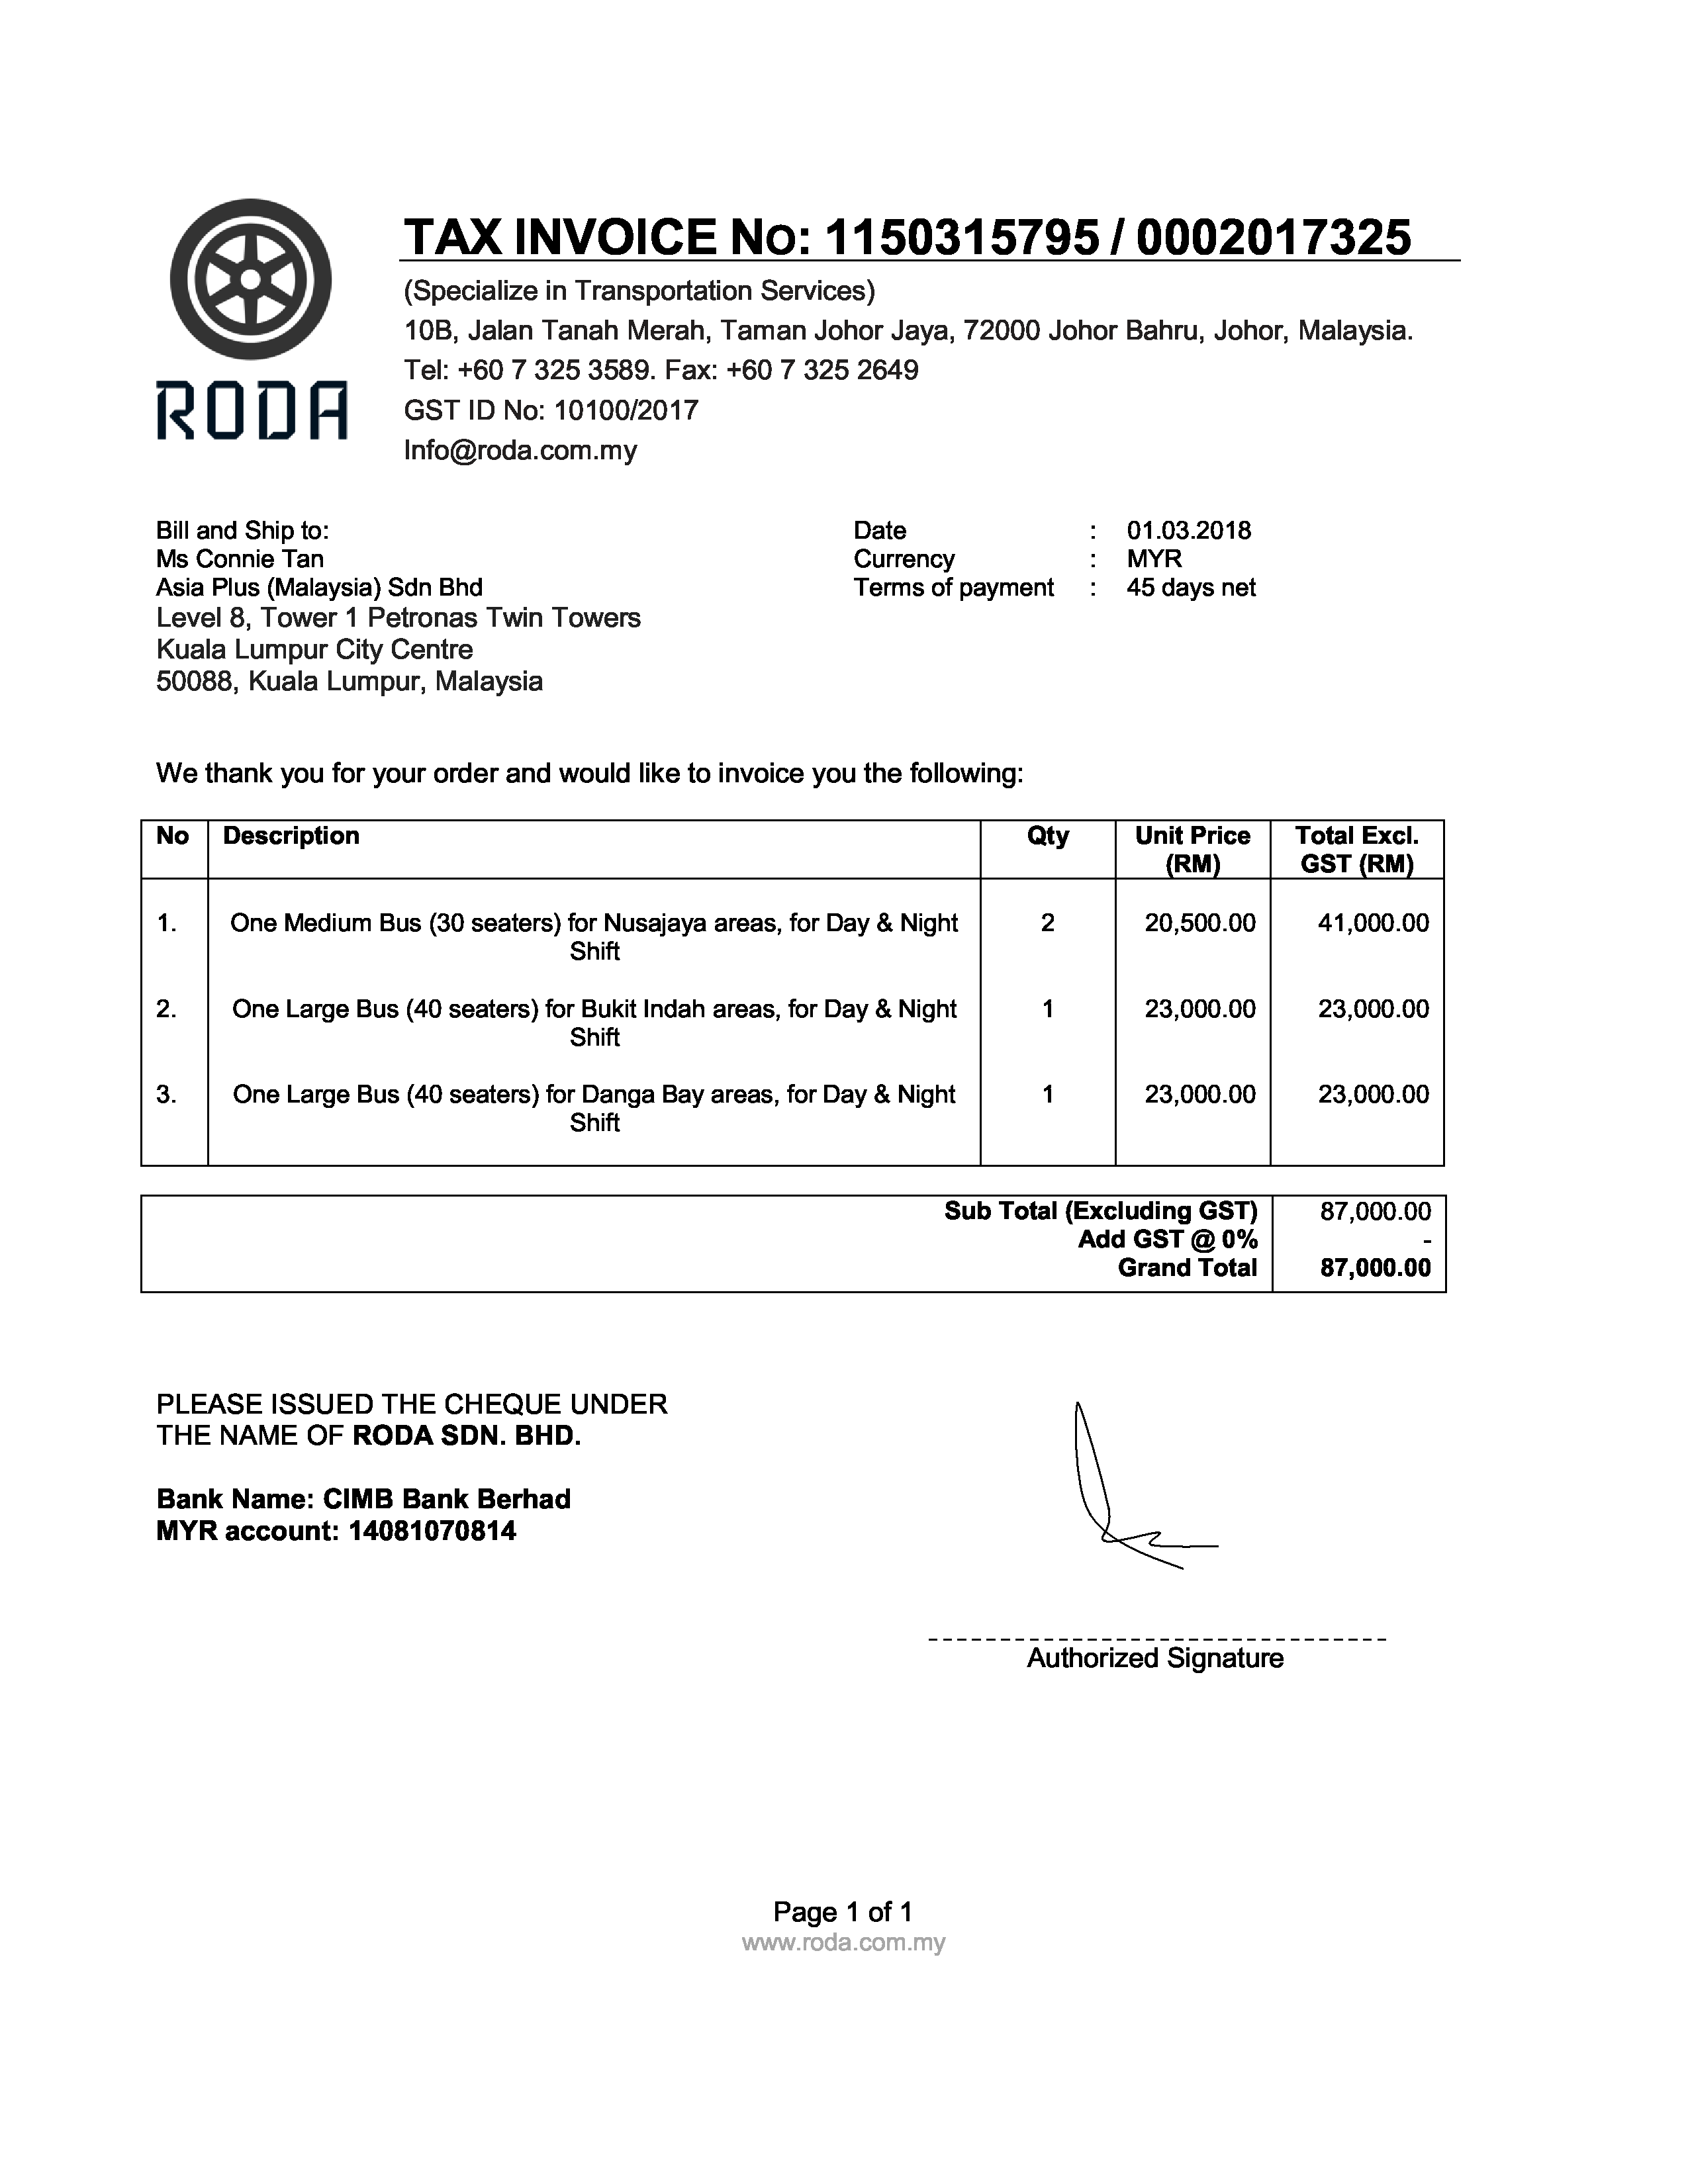 RODA
TAX INVOICE No: 1150315795 / 0002017325
(Specialize in Transportation Services)
10B, Jalan Tanah Merah, Taman Johor Jaya, 72000 Johor Bahru, Johor, Malaysia.
Tel: +60 7 325 3589. Fax: +60 7 325 2649
GST ID No: 10100/2017
Info@roda.com.my
Bill and Ship to:
Ms Connie Tan
Asia Plus (Malaysia) Sdn Bhd
Level 8, Tower 1 Petronas Twin Towers
Kuala Lumpur City Centre
50088, Kuala Lumpur, Malaysia
Date : 01.03.2018
Currency : MYR
Terms of payment : 45 days net
We thank you for your order and would like to invoice you the following:
No Description Qty Unit Price Total Excl.
(RM) GST (RM)
1. One Medium Bus (30 seaters) for Nusajaya areas, for Day & Night 2 20,500.00 41,000.00
Shift
2. One Large Bus (40 seaters) for Bukit Indah areas, for Day & Night 1 23,000.00 23,000.00
Shift
3. One Large Bus (40 seaters) for Danga Bay areas, for Day & Night 1 23,000.00 23,000.00
Shift
Sub Total (Excluding GST) 87,000.00
Add GST @ 0% -
Grand Total 87,000.00
PLEASE ISSUED THE CHEQUE UNDER
THE NAME OF RODA SDN. BHD.
Bank Name: CIMB Bank Berhad
MYR account: 14081070814
Authorized Signature
Page 1 of 1
www.roda.com.my